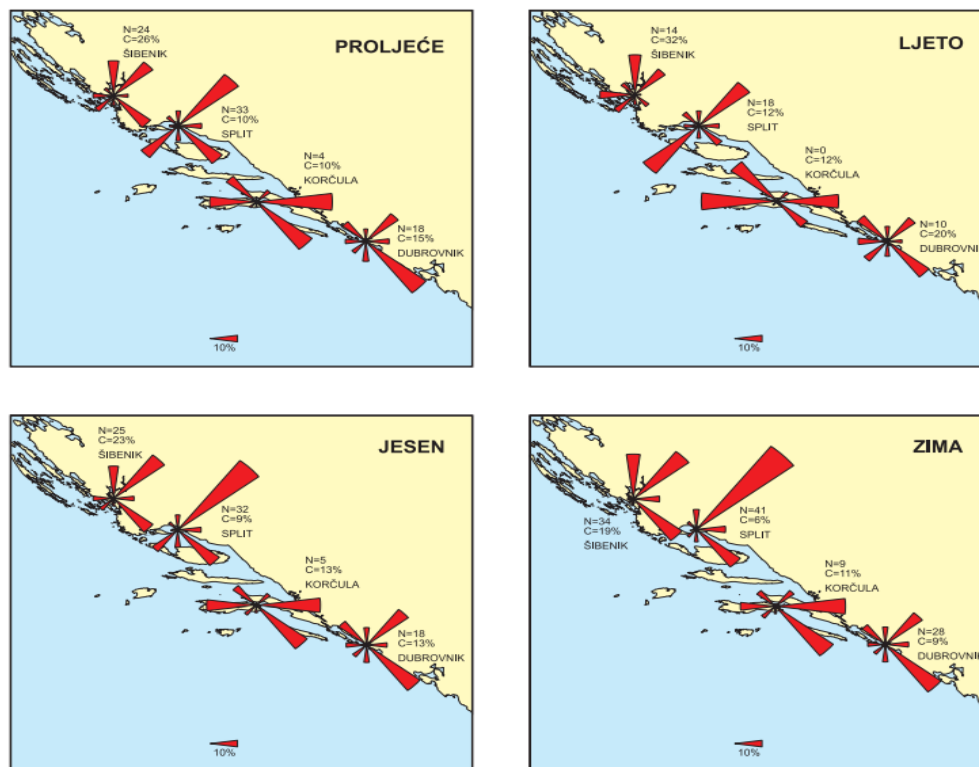 PROLJEĆE
N=24
C=26%
ŠIBENIK
N=33
C=10%
SPLIT
N=4
C=10%
KORČULA
N=18
C=15%
DUBROVNIK
10%
LJETO
N=14
C=32%
ŠIBENIK
N=18
C=12%
SPLIT
N=0
C=12%
KORČULA
N=10
C=20%
DUBROVNIK
10%
JESEN
N=25
C=23%
ŠIBENIK
N=32
C=9%
SPLIT
N=5
C=13%
KORČULA
N=18
C=13%
DUBROVNIK
10%
ZIMA
N=34
C=19%
ŠIBENIK
N=41
C=6%
SPLIT
N=9
C=11%
KORČULA
N=28
C=9%
DUBROVNIK
10%